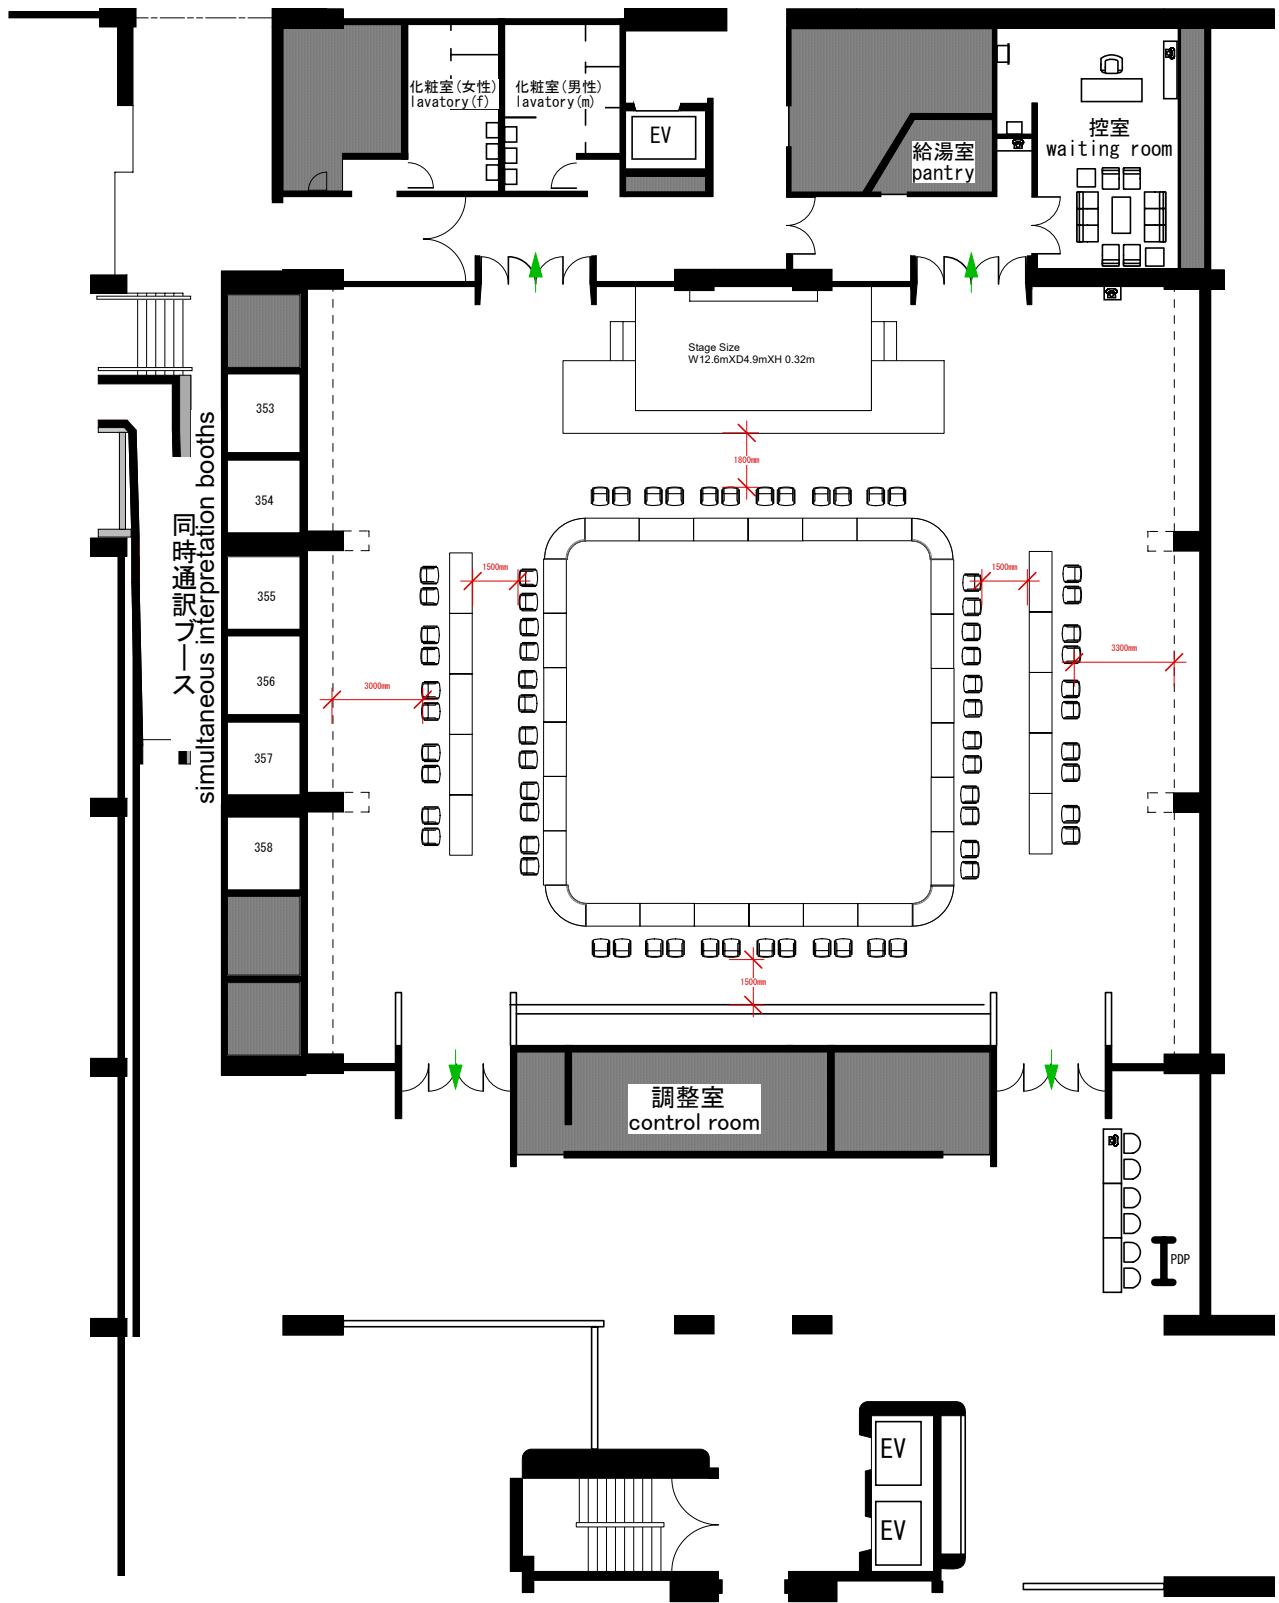 化粧室(女性)
lavatory(f)
化粧室(男性)
lavatory(m)
EV
給湯室
pantry
控室
waiting room
Stage Size
W12.6mXD4.9mXH 0.32m
1800mm
353
354
355
356
357
358
同時通訳ブース
simultaneous interpretation booths
1500mm
1500mm
3000mm
3300mm
1500mm
調整室
control room
PDP
EV
EV